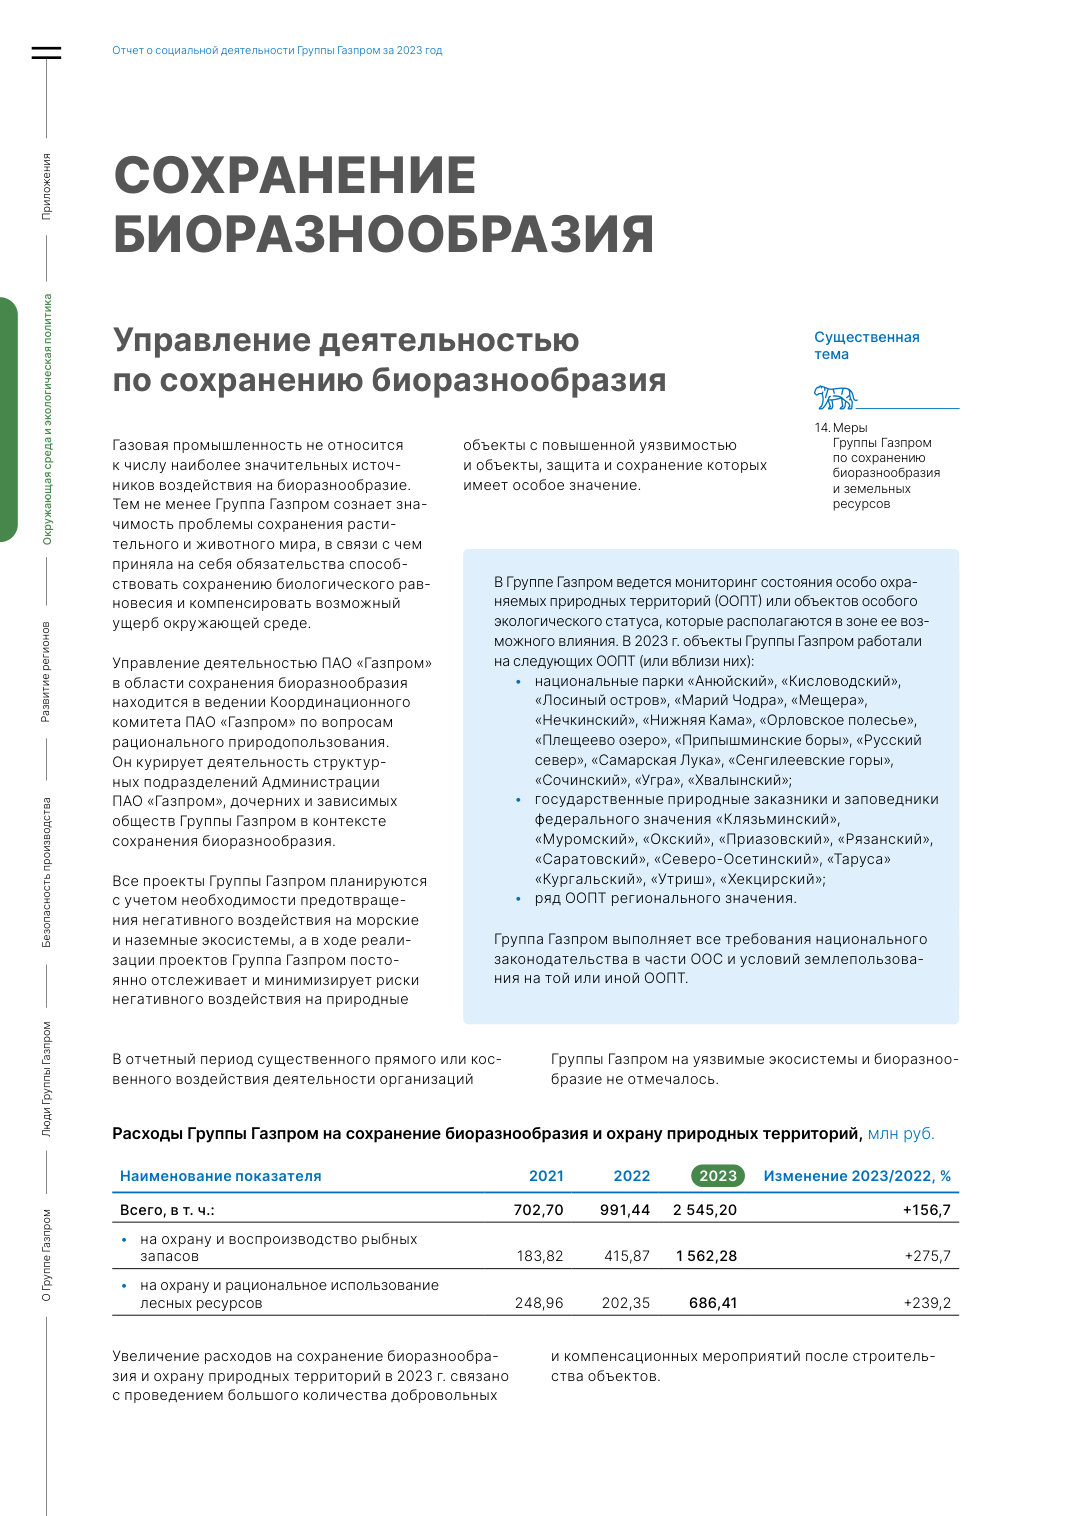 Отчет о социальной деятельности Группы Газпром за 2023 год
Приложения
Окружающая среда и экологическая политика
Развитие регионов
Безопасность производства
Люди Группы Газпром
О Группе Газпром
СОХРАНЕНИЕ
БИОРАЗНООБРАЗИЯ
Управление деятельностью
по сохранению биоразнообразия
Существенная
тема
14. Меры
Группы Газпром
по сохранению
биоразнообразия
и земельных
ресурсов
Газовая промышленность не относится
к числу наиболее значительных источ-
ников воздействия на биоразнообразие.
Тем не менее Группа Газпром сознает зна-
чимость проблемы сохранения расти-
тельного и животного мира, в связи с чем
приняла на себя обязательства способ-
ствовать сохранению биологического рав-
новесия и компенсировать возможный
ущерб окружающей среде.
Управление деятельностью ПАО «Газпром»
в области сохранения биоразнообразия
находится в ведении Координационного
комитета ПАО «Газпром» по вопросам
рационального природопользования.
Он курирует деятельность структур-
ных подразделений Администрации
ПАО «Газпром», дочерних и зависимых
обществ Группы Газпром в контексте
сохранения биоразнообразия.
Все проекты Группы Газпром планируются
с учетом необходимости предотвраще-
ния негативного воздействия на морские
и наземные экосистемы, а в ходе реали-
зации проектов Группа Газпром посто-
янно отслеживает и минимизирует риски
негативного воздействия на природные
объекты с повышенной уязвимостью
и объекты, защита и сохранение которых
имеет особое значение.
В Группе Газпром ведется мониторинг состояния особо охра-
няемых природных территорий (ООПТ) или объектов особого
экологического статуса, которые располагаются в зоне ее воз-
можного влияния. В 2023 г. объекты Группы Газпром работали
на следующих ООПТ (или вблизи них):
• национальные парки «Анюйский», «Кисловодский»,
«Лосиный остров», «Марий Чодра», «Мещера»,
«Нечкинский», «Нижняя Кама», «Орловское полесье»,
«Плещеево озеро», «Припышминские боры», «Русский
север», «Самарская Лука», «Сенгилеевские горы»,
«Сочинский», «Угра», «Хвалынский»;
• государственные природные заказники и заповедники
федерального значения «Клязьминский»,
«Муромский», «Окский», «Приазовский», «Рязанский»,
«Саратовский», «Северо-Осетинский», «Таруса»
«Кургальский», «Утриш», «Хекцирский»;
• ряд ООПТ регионального значения.
Группа Газпром выполняет все требования национального
законодательства в части ООС и условий землепользова-
ния на той или иной ООПТ.
В отчетный период существенного прямого или кос-
венного воздействия деятельности организаций
Группы Газпром на уязвимые экосистемы и биоразноо-
бразие не отмечалось.
Расходы Группы Газпром на сохранение биоразнообразия и охрану природных территорий, млн руб.
Наименование показателя 2021 2022 2023 Изменение 2023/2022, %
Всего, в т. ч.: 702,70 991,44 2 545,20 +156,7
• на охрану и воспроизводство рыбных
запасов 183,82 415,87 1 562,28 +275,7
• на охрану и рациональное использование
лесных ресурсов 248,96 202,35 686,41 +239,2
Увеличение расходов на сохранение биоразнообра-
зия и охрану природных территорий в 2023 г. связано
с проведением большого количества добровольных
и компенсационных мероприятий после строитель-
ства объектов.